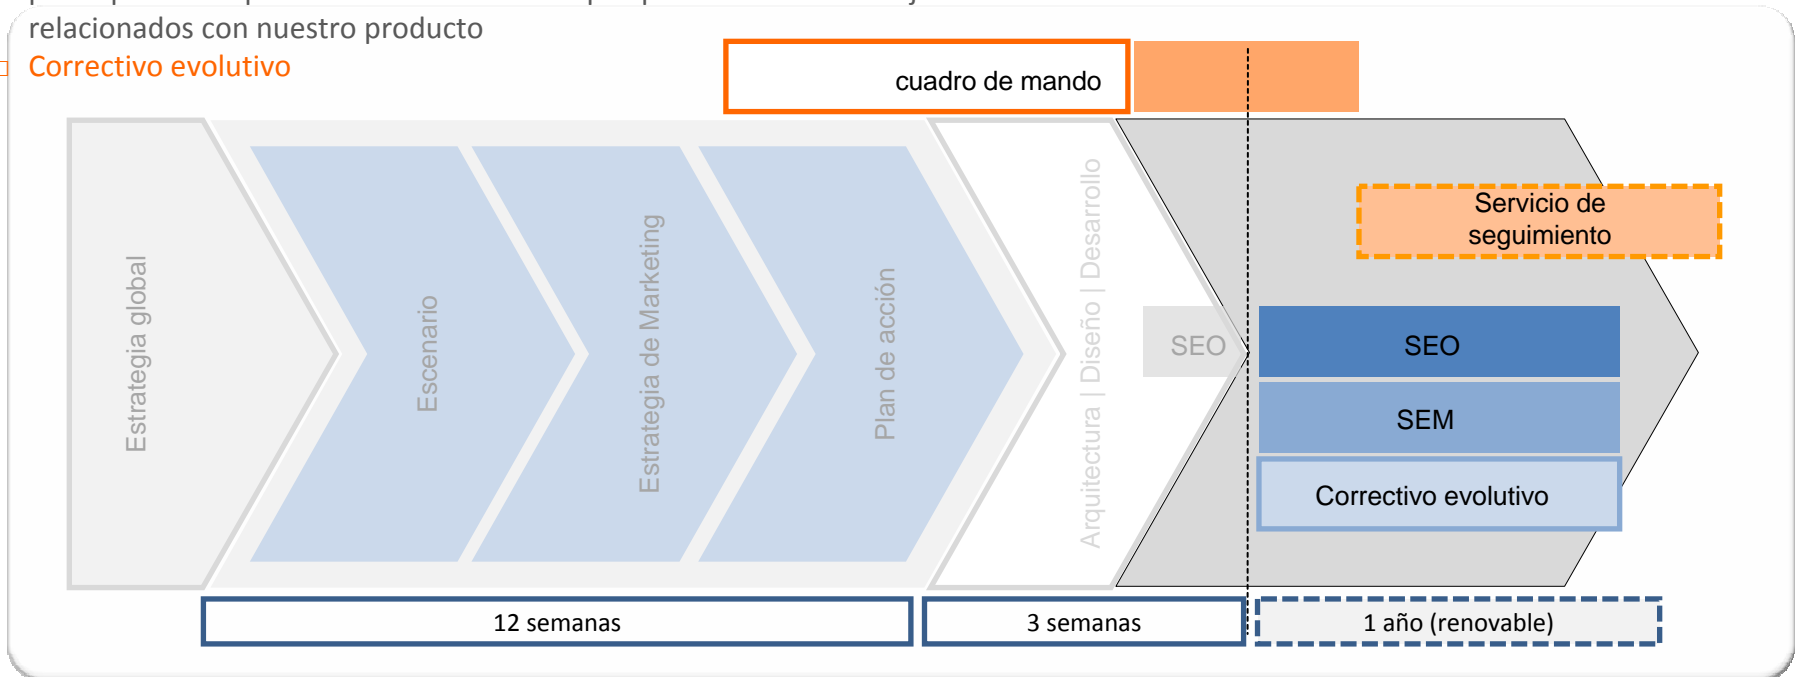 relacionados con nuestro producto
Correctivo evolutivo
cuadro de mando
Estrategia global
Escenario
Estrategia de Marketing
Plan de acción
Arquitectura | Diseño | Desarrollo
Servicio de
seguimiento
SEO
SEO
SEM
Correctivo evolutivo
12 semanas
3 semanas
1 año (renovable)